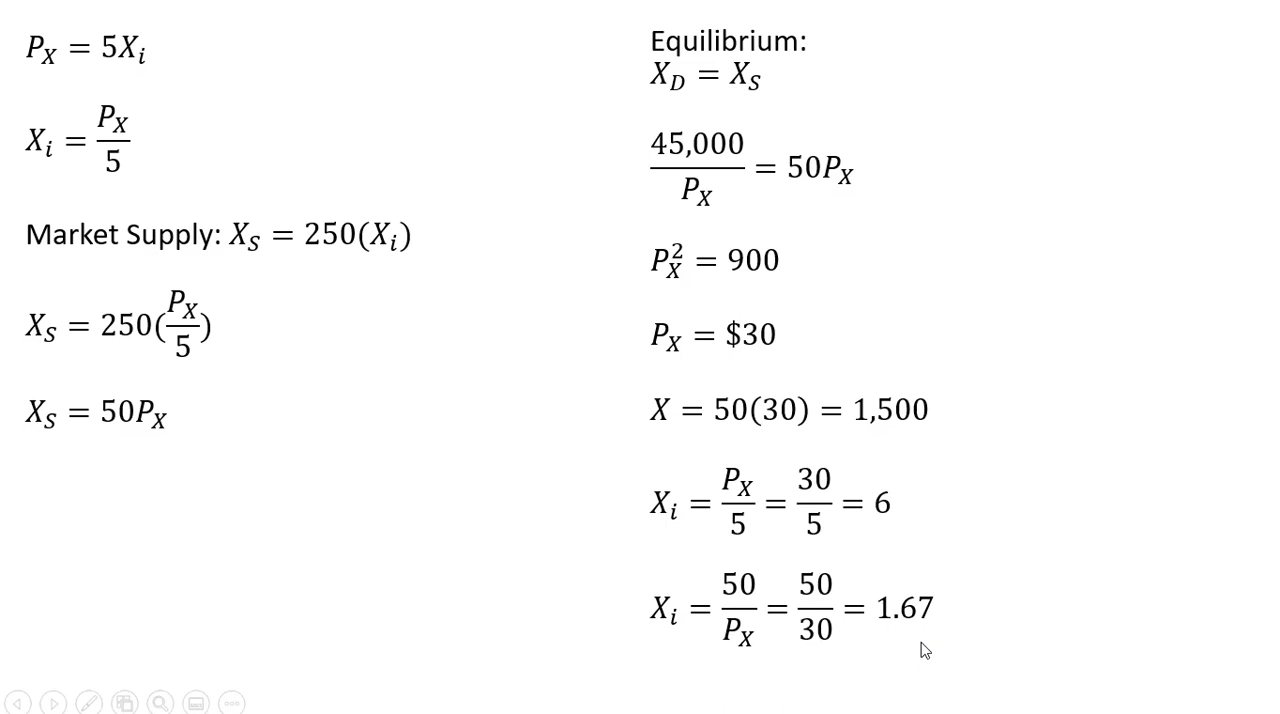 P_X = 5X_i
X_i = P_X/5
Market Supply: X_S = 250(X_i)
X_S = 250(P_X/5)
X_S = 50P_X
Equilibrium:
X_D = X_S
45,000/P_X = 50P_X
P_X^2 = 900
P_X = $30
X = 50(30) = 1,500
X_i = P_X/5 = 30/5 = 6
X_i = 50/P_X = 50/30 = 1.67